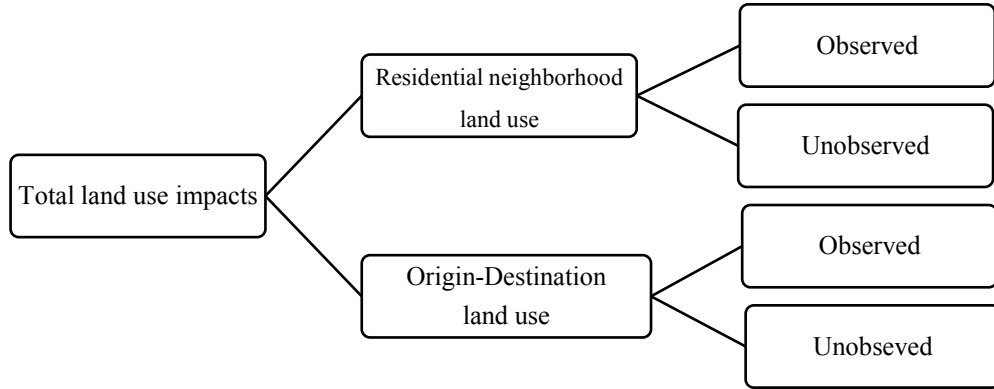 Total land use impacts
Residential neighborhood
land use
Observed
Unobserved
Origin-Destination
land use
Observed
Unobseved